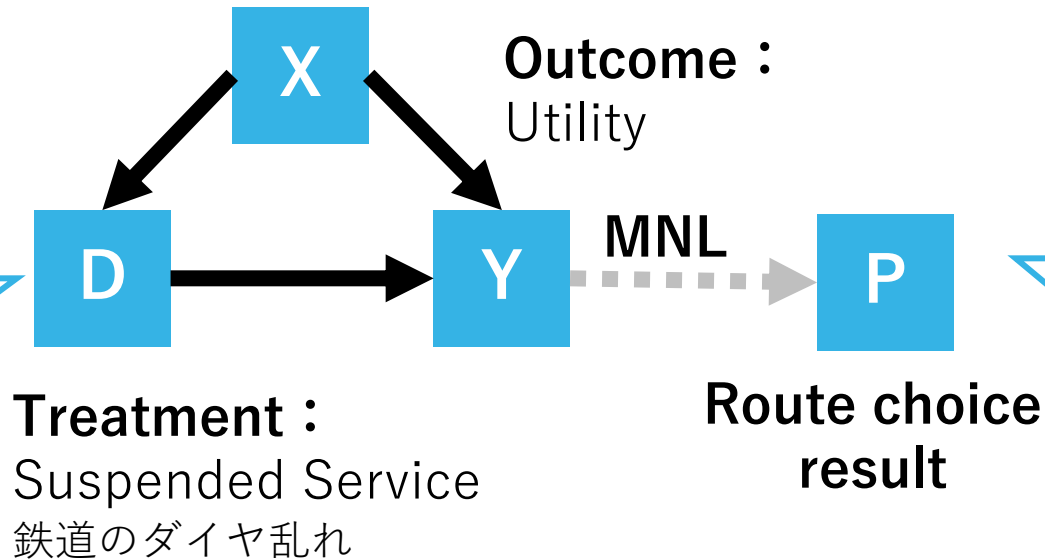 X
Outcome：
Utility
D
Y
MNL
P
Treatment：
Suspended Service
鉄道のダイヤ乱れ
Route choice
result